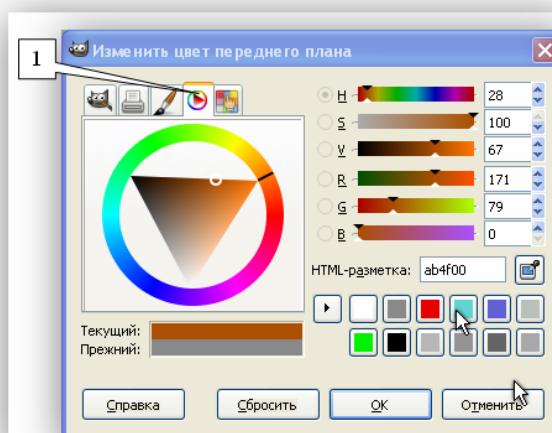 1
Изменить цвет переднего плана
H 28
S 100
V 67
R 171
G 79
B 0
HTML-разметка: ab4f00
Текущий:
Прежний:
Справка Сбросить OK Отменить